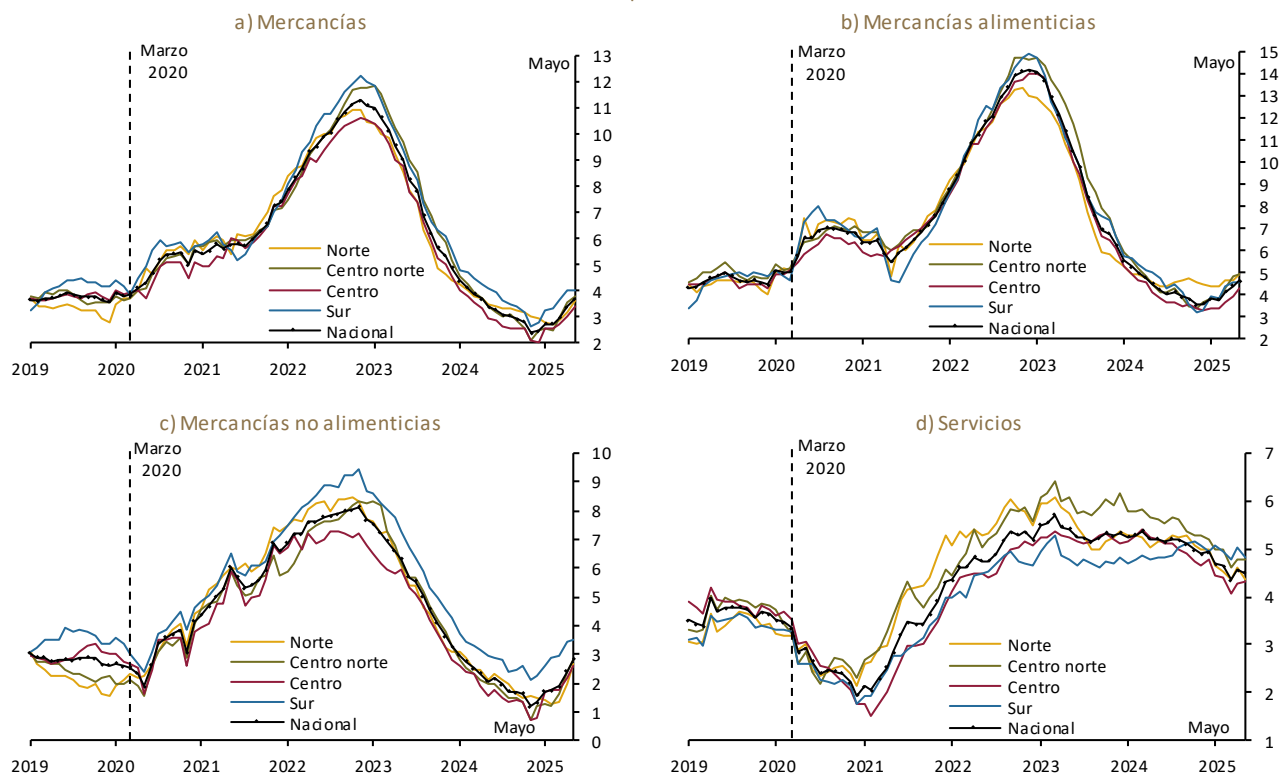 a) Mercancías
Marzo
2020
Mayo
13
12
11
10
9
8
7
6
5
4
3
2
Norte
Centro norte
Centro
Sur
Nacional
2019 2020 2021 2022 2023 2024 2025
b) Mercancías alimenticias
Marzo
2020
Mayo
15
14
13
12
11
10
9
8
7
6
5
4
3
2
Norte
Centro norte
Centro
Sur
Nacional
2019 2020 2021 2022 2023 2024 2025
c) Mercancías no alimenticias
Marzo
2020
10
9
8
7
6
5
4
3
2
1
0
Norte
Centro norte
Centro
Sur
Nacional
Mayo
2019 2020 2021 2022 2023 2024 2025
d) Servicios
Marzo
2020
7
6
5
4
3
2
1
Norte
Centro norte
Centro
Sur
Nacional
Mayo
2019 2020 2021 2022 2023 2024 2025